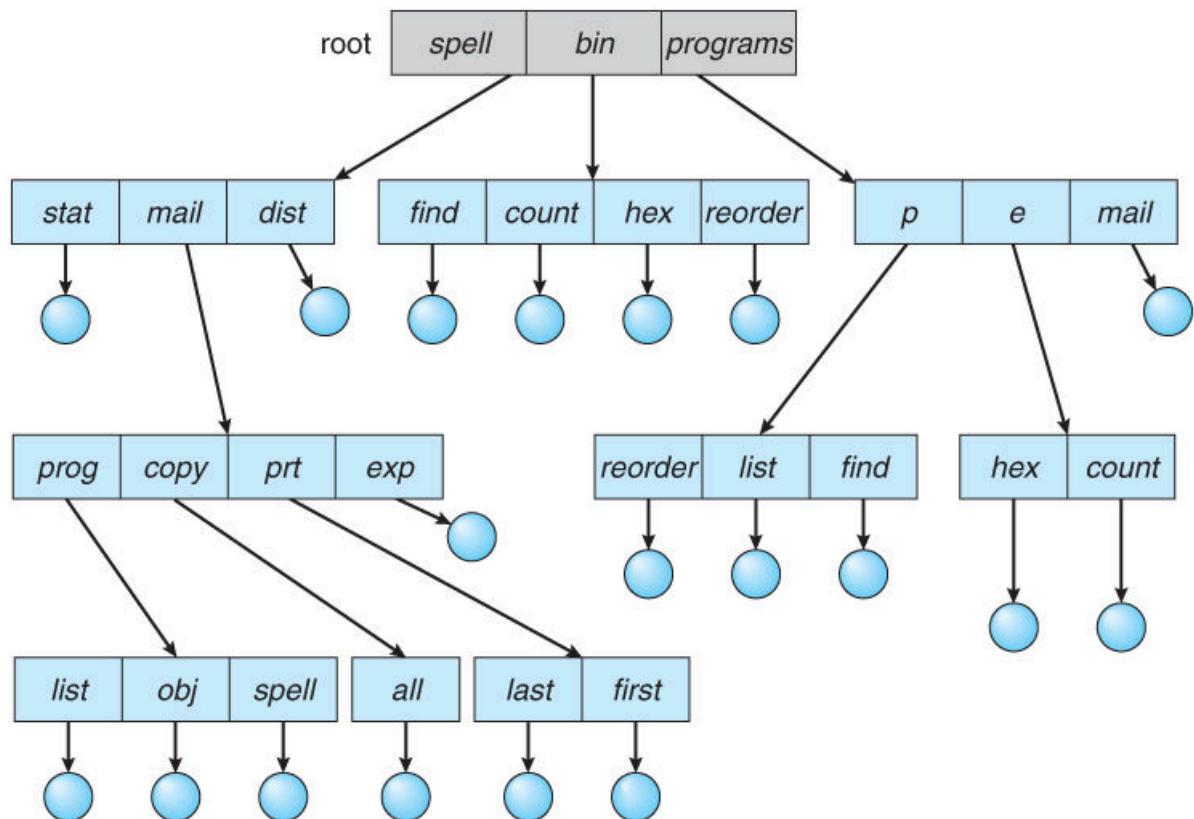 root spell bin programs
stat mail dist find count hex reorder p e mail
prog copy prt exp reorder list find hex count
list obj spell all last first